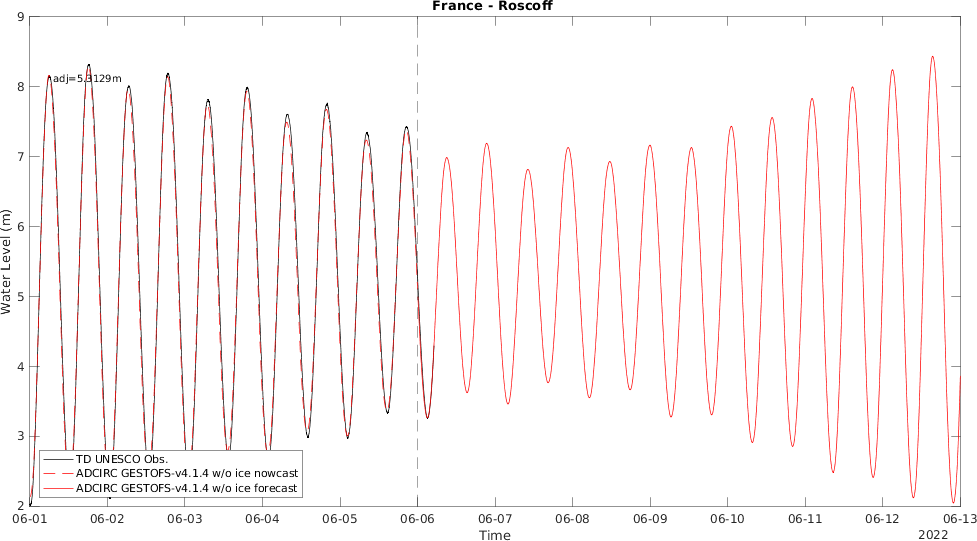 France - Roscoff
9
8
7
6
5
4
3
2
Water Level (m)
adj=5.3129m
TD UNESCO Obs.
ADCIRC GESTOFS-v4.1.4 w/o ice nowcast
ADCIRC GESTOFS-v4.1.4 w/o ice forecast
06-01 06-02 06-03 06-04 06-05 06-06 06-07 06-08 06-09 06-10 06-11 06-12 06-13
Time
2022